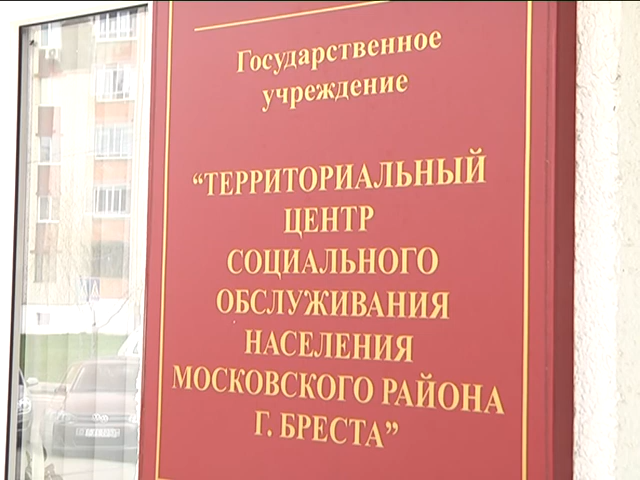 Государственное
учреждение
“ТЕРРИТОРИАЛЬНЫЙ
ЦЕНТР
СОЦИАЛЬНОГО
ОБСЛУЖИВАНИЯ
НАСЕЛЕНИЯ
МОСКОВСКОГО РАЙОНА
Г. БРЕСТА”